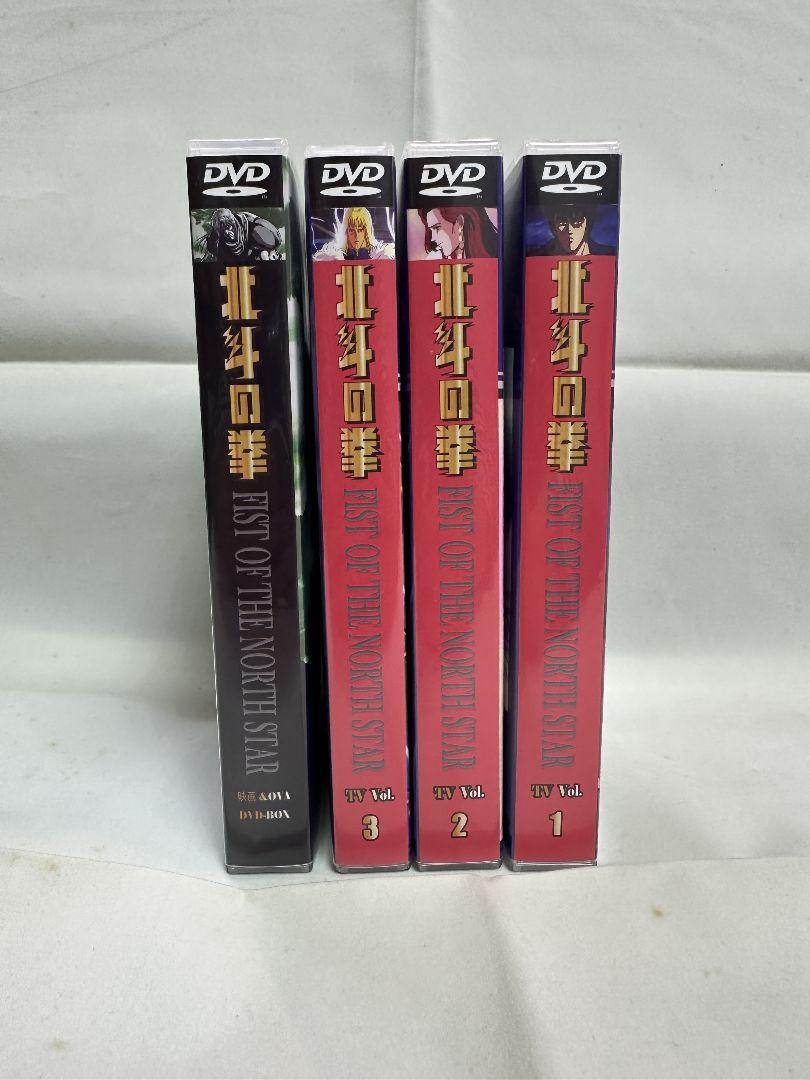 DVD
北斗の拳
FIST OF THE NORTH STAR
映画 &OVA
DVD-BOX
DVD
北斗の拳
FIST OF THE NORTH STAR
TV Vol.
3
DVD
北斗の拳
FIST OF THE NORTH STAR
TV Vol.
2
DVD
北斗の拳
FIST OF THE NORTH STAR
TV Vol.
1